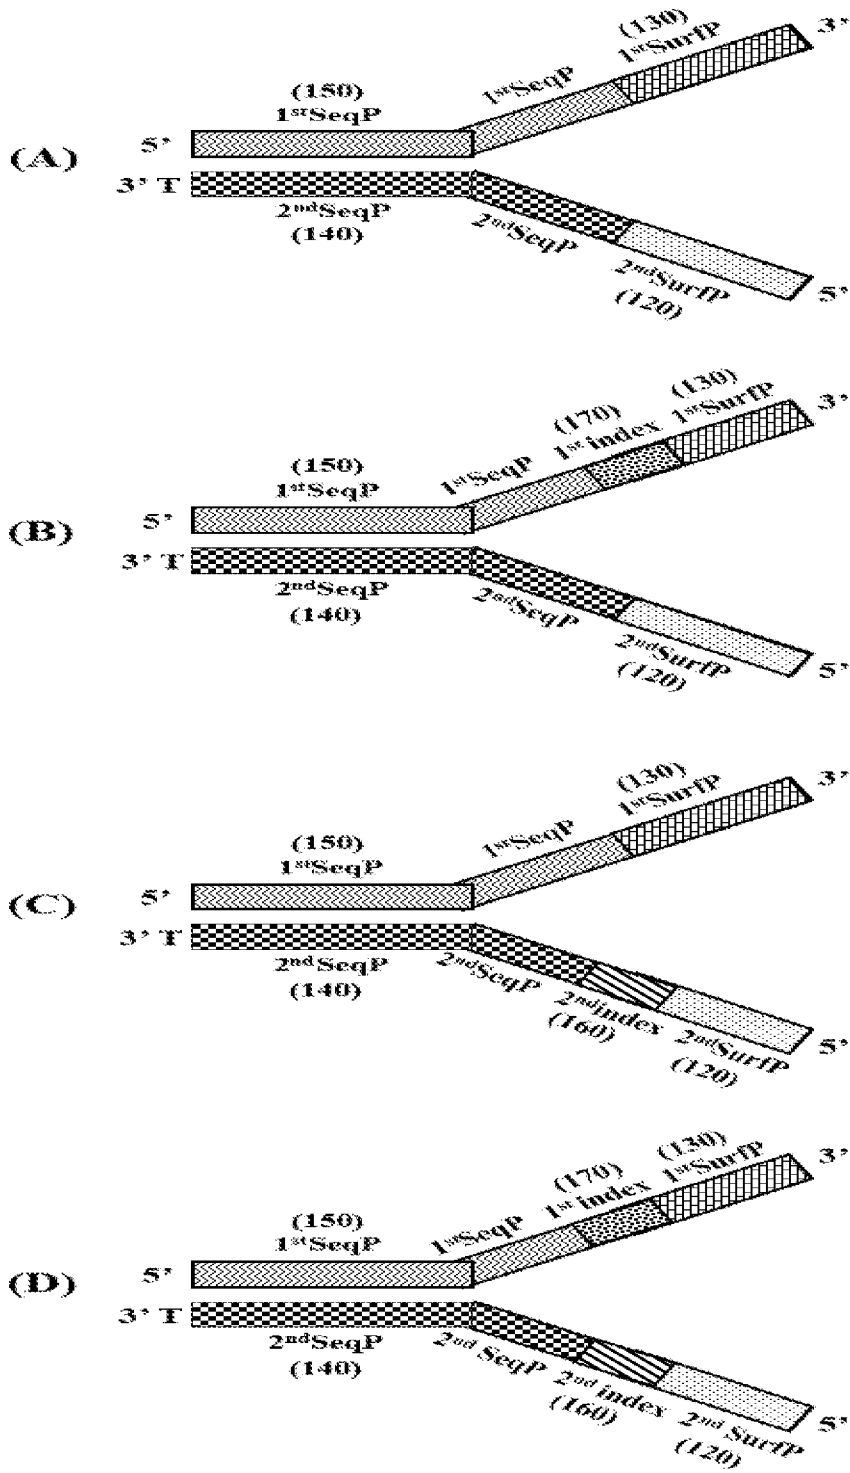 (A)
(150)
1stSeqP
1stSeqP
(130)
1stSurfP
3’
5’
3’ T
2ndSeqP
(140)
2ndSeqP
2ndSurfP
(120)
5’
(B)
(150)
1stSeqP
1stSeqP
(170)
1st index
(130)
1stSurfP
3’
5’
3’ T
2ndSeqP
(140)
2ndSeqP
2ndSurfP
(120)
5’
(C)
(150)
1stSeqP
1stSeqP
(130)
1stSurfP
3’
5’
3’ T
2ndSeqP
(140)
2ndSeqP
2ndindex
(160)
2ndSurfP
(120)
5’
(D)
(150)
1stSeqP
1stSeqP
(170)
1st index
(130)
1stSurfP
3’
5’
3’ T
2ndSeqP
(140)
2nd SeqP
2nd index
(160)
2nd SurfP
(120)
5’